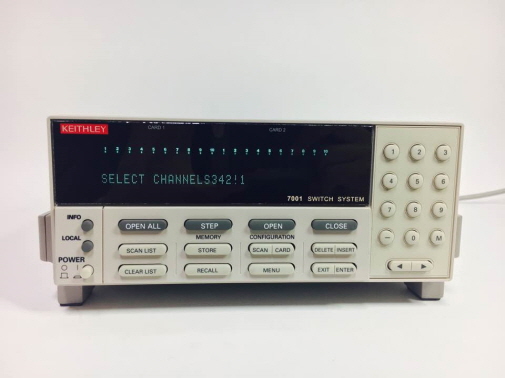 KEITHLEY
CARD 1 CARD 2
SELECT CHANNELS342!1
7001 SWITCH SYSTEM
1 2 3
4 5 6
7 8 9
– 0 M
INFO
LOCAL
POWER
OPEN ALL STEP OPEN CLOSE
MEMORY CONFIGURATION
SCAN LIST STORE SCAN CARD DELETE INSERT
CLEAR LIST RECALL MENU EXIT ENTER